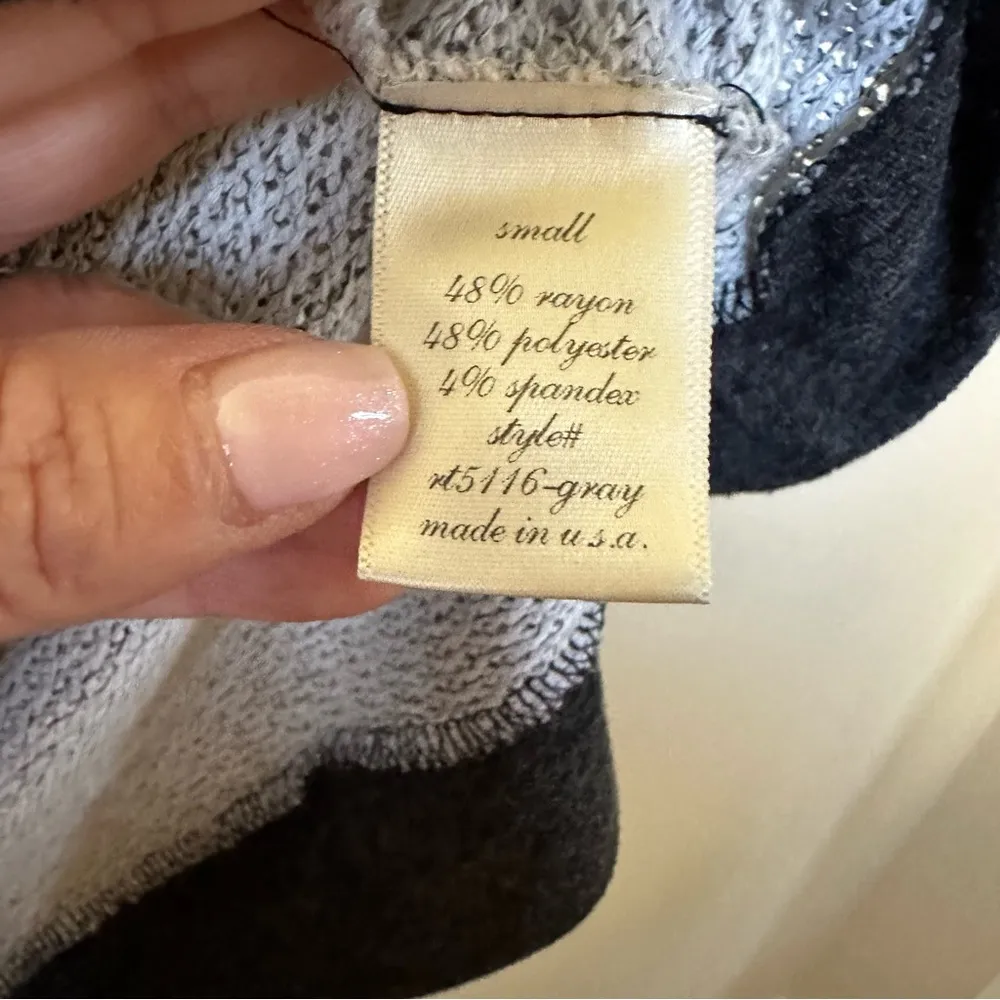 small
48% rayon
48% polyester
4% spandex
style#
rt5116-gray
made in u.s.a.